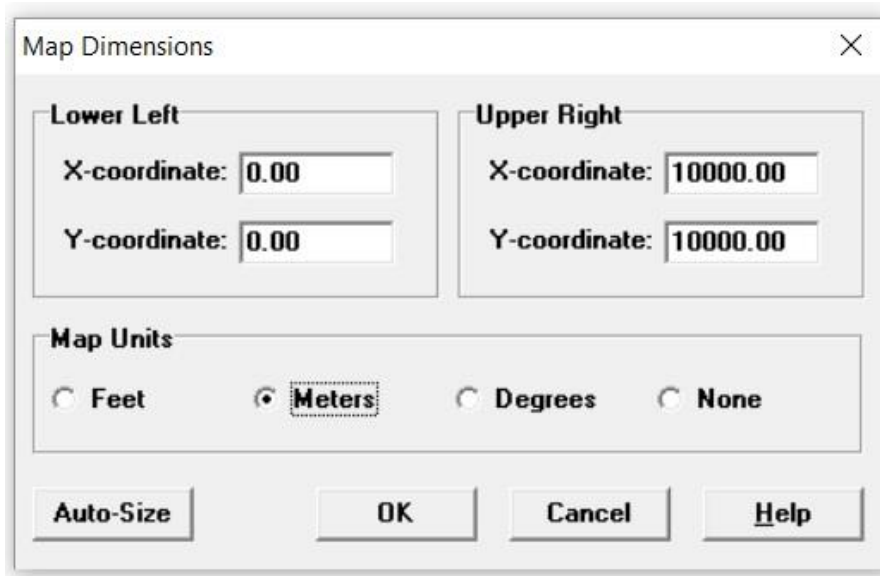 Map Dimensions
Lower Left
X-coordinate: 0.00
Y-coordinate: 0.00
Upper Right
X-coordinate: 10000.00
Y-coordinate: 10000.00
Map Units
Feet Meters Degrees None
Auto-Size OK Cancel Help